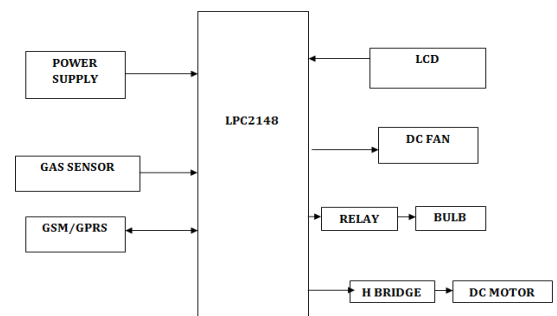 POWER
SUPPLY
LCD
LPC2148
DC FAN
GAS SENSOR
GSM/GPRS
RELAY
BULB
H BRIDGE
DC MOTOR